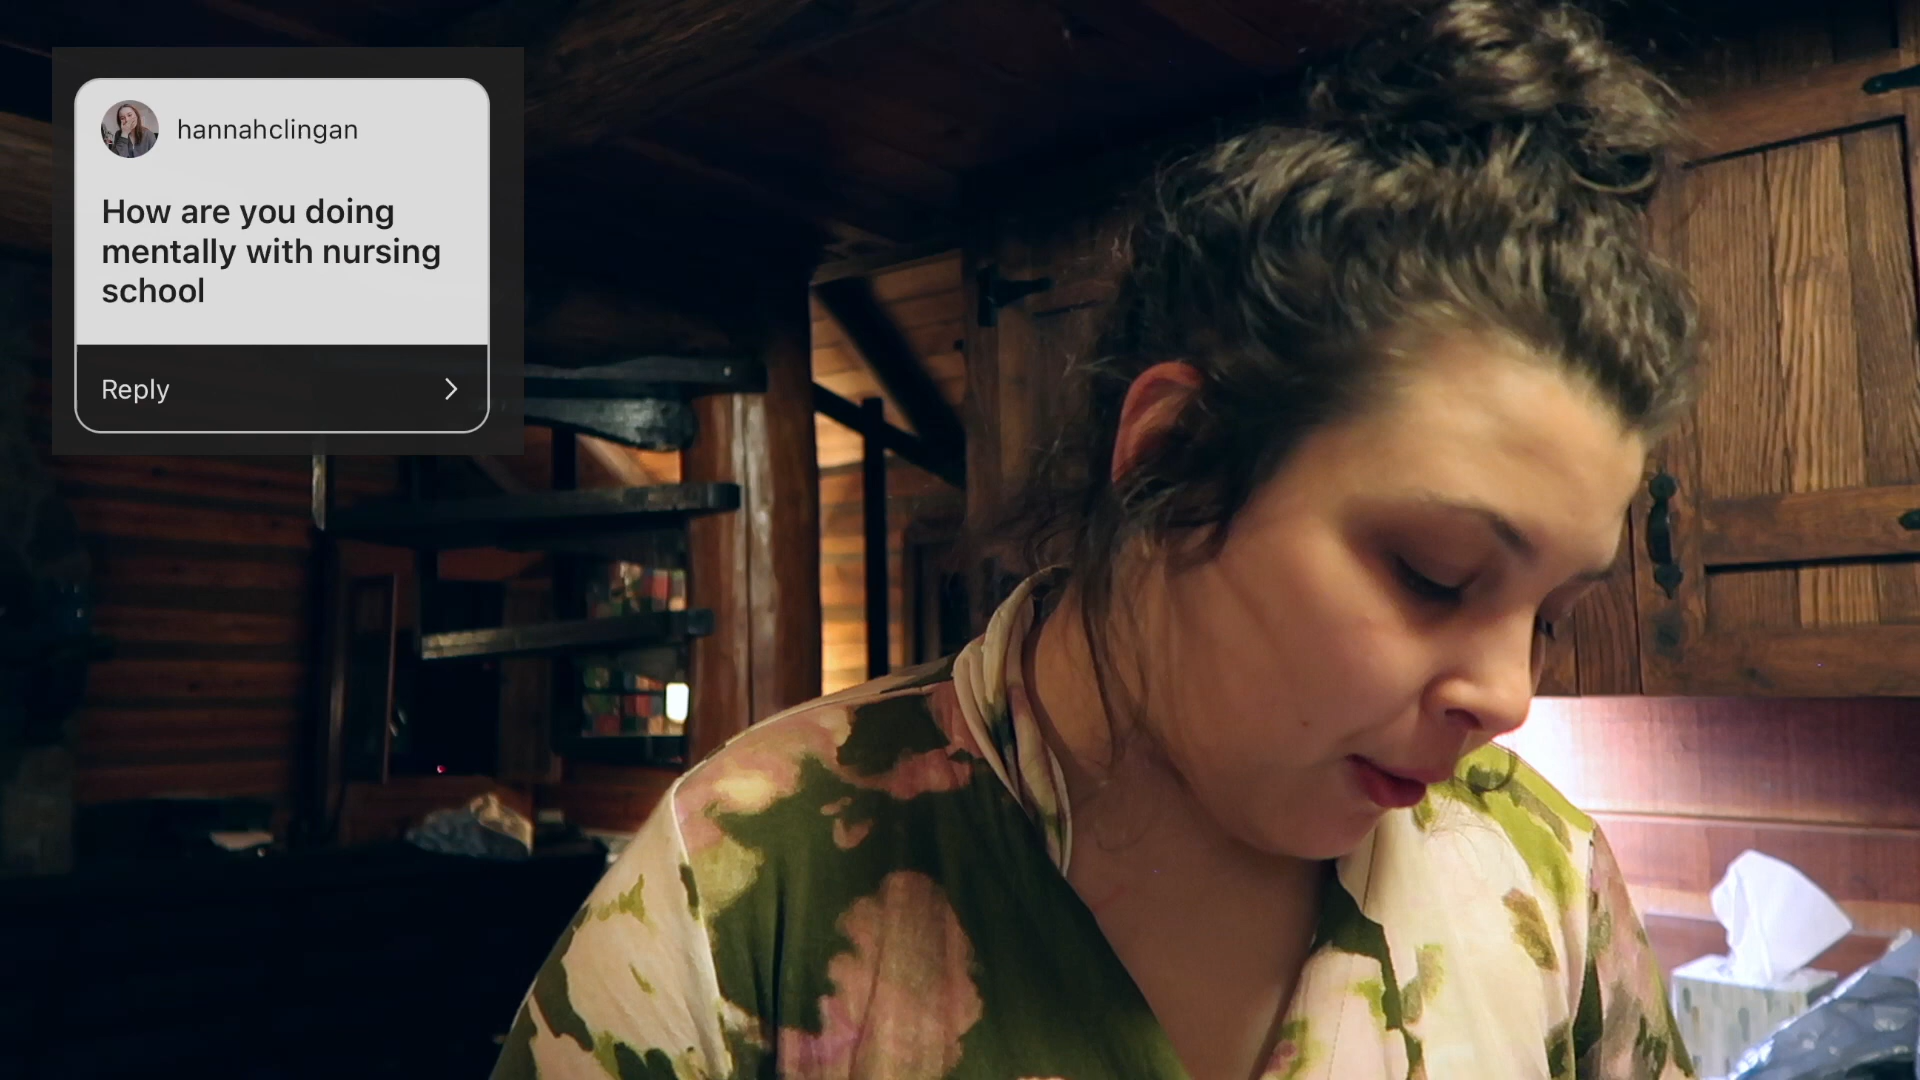 hannahclingan
How are you doing
mentally with nursing
school
Reply